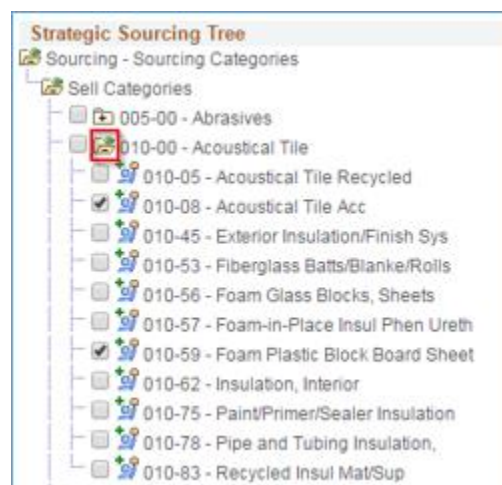 Strategic Sourcing Tree
Sourcing - Sourcing Categories
Sell Categories
005-00 - Abrasives
010-00 - Acoustical Tile
010-05 - Acoustical Tile Recycled
010-08 - Acoustical Tile Acc
010-45 - Exterior Insulation/Finish Sys
010-53 - Fiberglass Batts/Blanke/Rolls
010-56 - Foam Glass Blocks, Sheets
010-57 - Foam-in-Place Insul Phen Ureth
010-59 - Foam Plastic Block Board Sheet
010-62 - Insulation, Interior
010-75 - Paint/Primer/Sealer Insulation
010-78 - Pipe and Tubing Insulation,
010-83 - Recycled Insul Mat/Sup